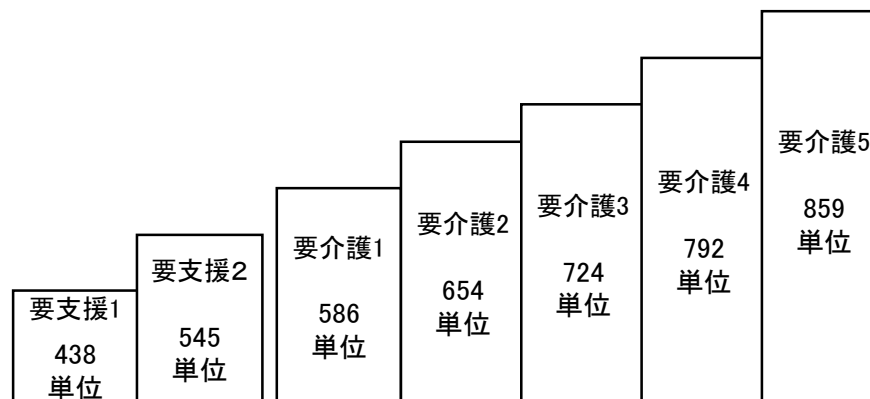 要支援1
438
単位
要支援２
545
単位
要介護1
586
単位
要介護2
654
単位
要介護3
724
単位
要介護4
792
単位
要介護5
859
単位